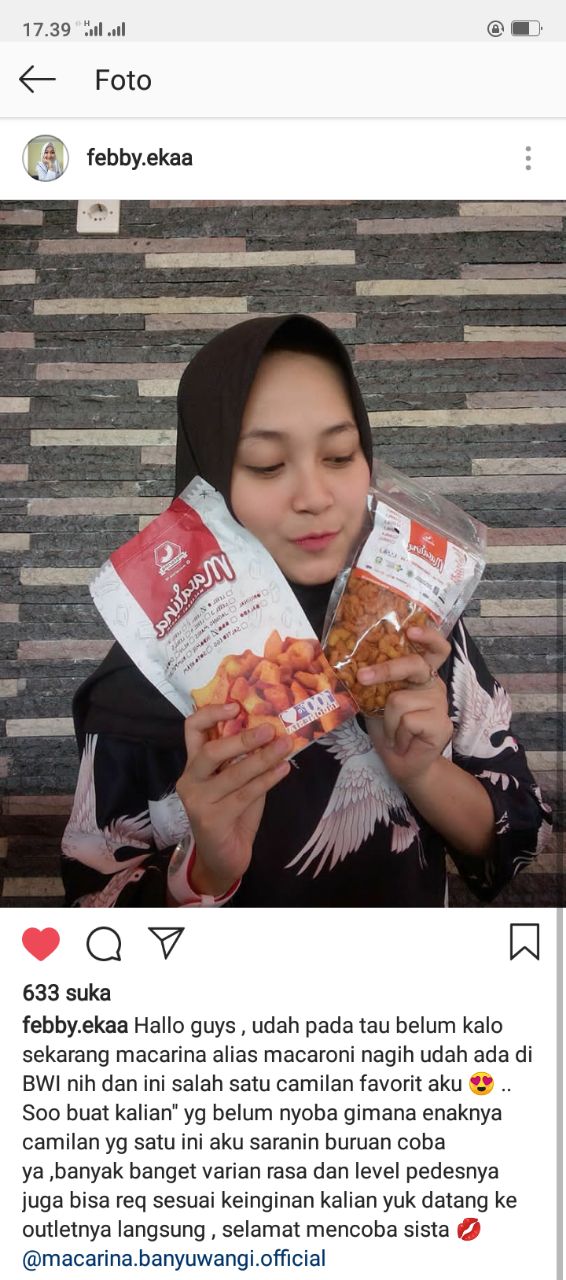 17.39
H
Foto
febby.ekaa
Macarina
Macarina
633 suka
febby.ekaa Hallo guys , udah pada tau belum kalo
sekarang macarina alias macaroni nagih udah ada di
BWI nih dan ini salah satu camilan favorit aku 😍 ..
Soo buat kalian" yg belum nyoba gimana enaknya
camilan yg satu ini aku saranin buruan coba
ya ,banyak banget varian rasa dan level pedesnya
juga bisa req sesuai keinginan kalian yuk datang ke
outletnya langsung , selamat mencoba sista 💋
@macarina.banyuwangi.official